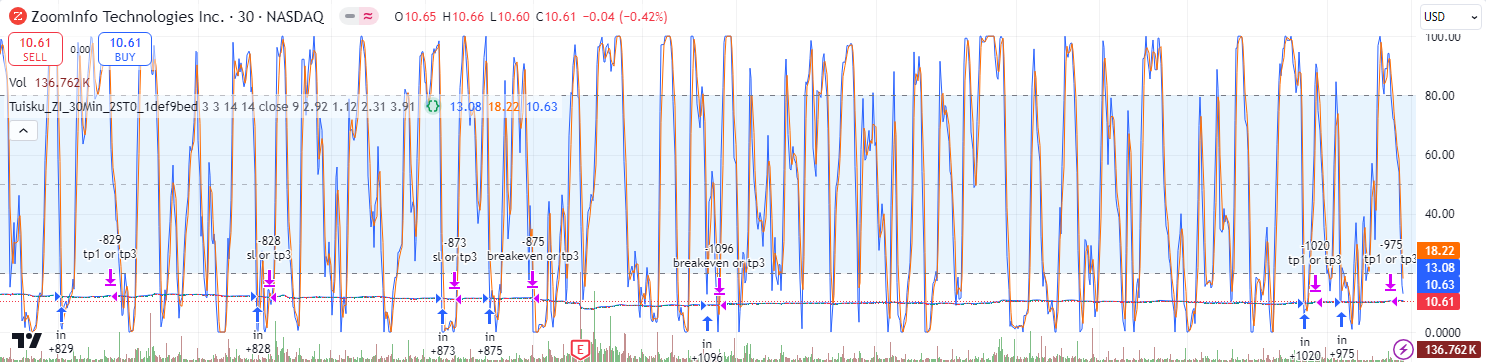 Z ZoomInfo Technologies Inc. · 30 · NASDAQ O10.65 H10.66 L10.60 C10.61 −0.04 (−0.42%) USD
10.61 SELL
0.00
10.61 BUY
Vol 136.762 K
Tuisku_ZI_30Min_2ST0_1def9bed 3 3 14 14 close 9 2.92 1.12 2.31 3.91 {} 13.08 18.22 10.63
100.00
80.00
60.00
40.00
18.22
13.08
10.63
10.61
0.0000
136.762 K
-829
tp1 or tp3
-828
sl or tp3
-873
sl or tp3
-875
breakeven or tp3
-1096
breakeven or tp3
-1020
tp1 or tp3
-975
tp1 or tp3
in
+829
in
+828
in
+873
in
+875
E
in
+1096
in
+1020
in
+975